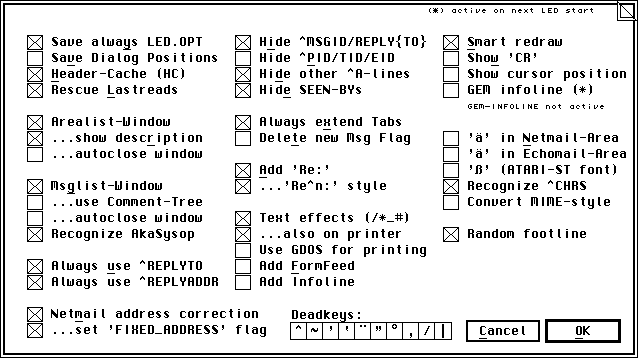 (*) active on next LED start
Save always LED.OPT
Save Dialog Positions
Header-Cache (HC)
Rescue Lastreads
Arealist-Window
...show description
...autoclose window
Msglist-Window
...use Comment-Tree
...autoclose window
Recognize AkaSysop
Always use ^REPLYTO
Always use ^REPLYADDR
Netmail address correction
...set 'FIXED_ADDRESS' flag
Hide ^MSGID/REPLY{TO}
Hide ^PID/TID/EID
Hide other ^A-lines
Hide SEEN-BYs
Always extend Tabs
Delete new Msg Flag
Add 'Re:'
...'Re^n:' style
Text effects (/*_#)
...also on printer
Use GDOS for printing
Add FormFeed
Add Infoline
Smart redraw
Show 'CR'
Show cursor position
GEM infoline (*)
GEM-INFOLINE not active
'ä' in Netmail-Area
'ä' in Echomail-Area
'ß' (ATARI-ST font)
Recognize ^CHRS
Convert MIME-style
Random footline
Deadkeys:
^ ~ ' ' ¨ " ° , / |
Cancel
OK